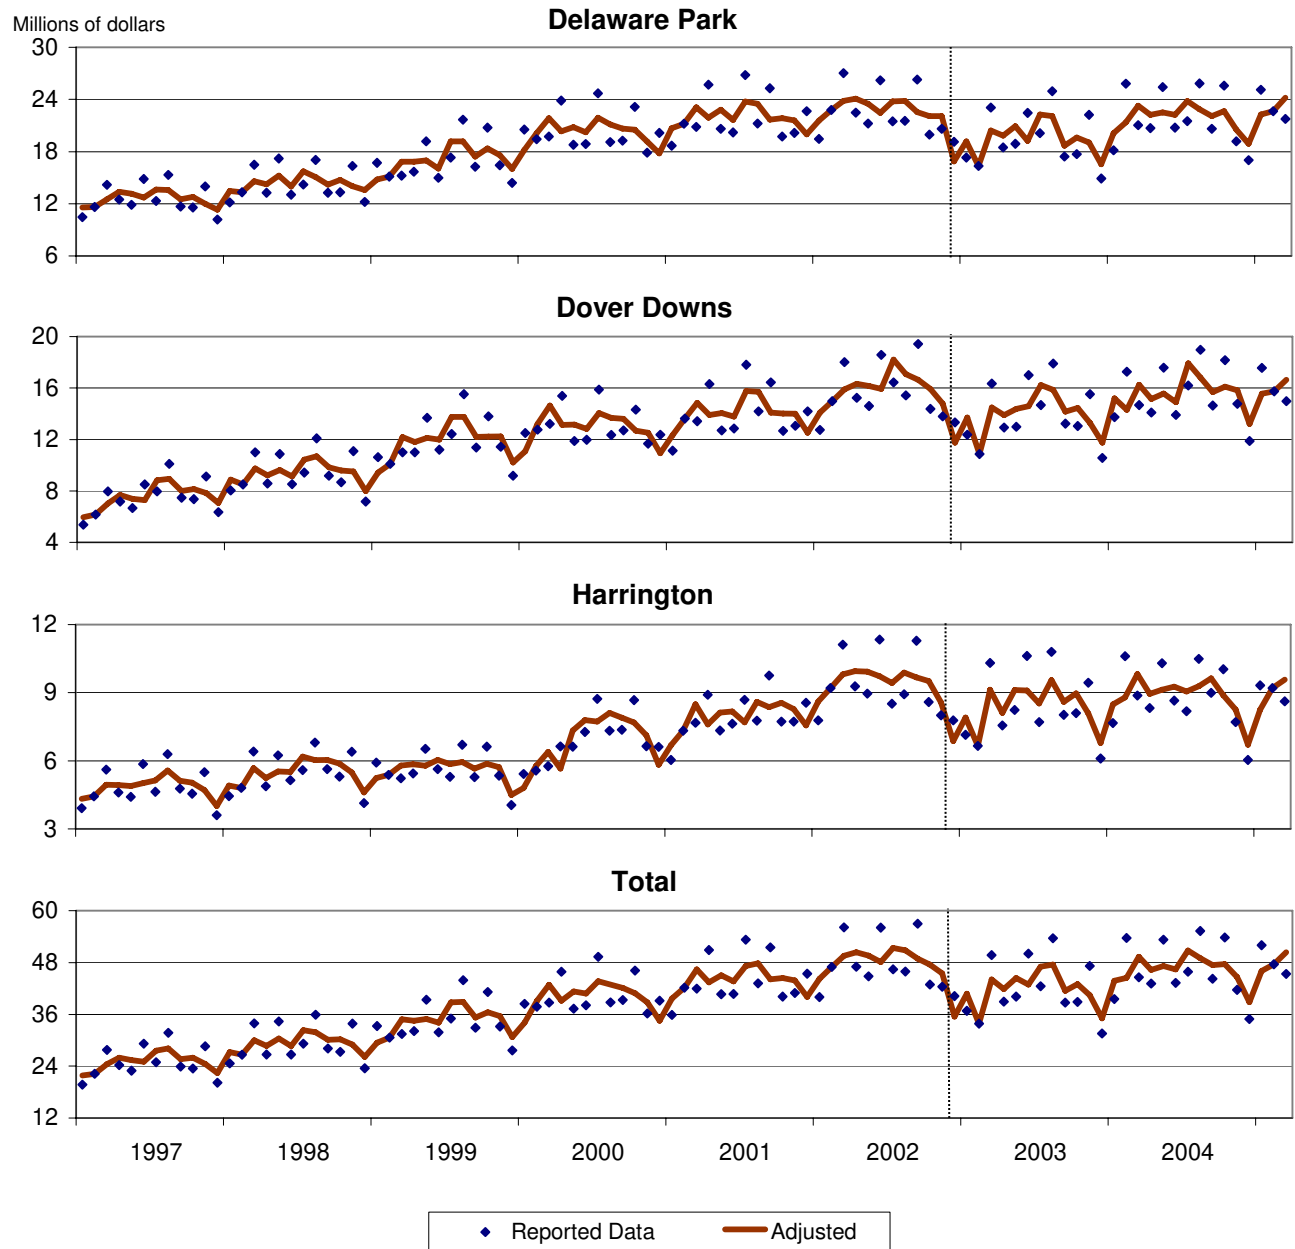 Delaware Park
Millions of dollars
30
24
18
12
6
Dover Downs
20
16
12
8
4
Harrington
12
9
6
3
Total
60
48
36
24
12
1997 1998 1999 2000 2001 2002 2003 2004
Reported Data Adjusted